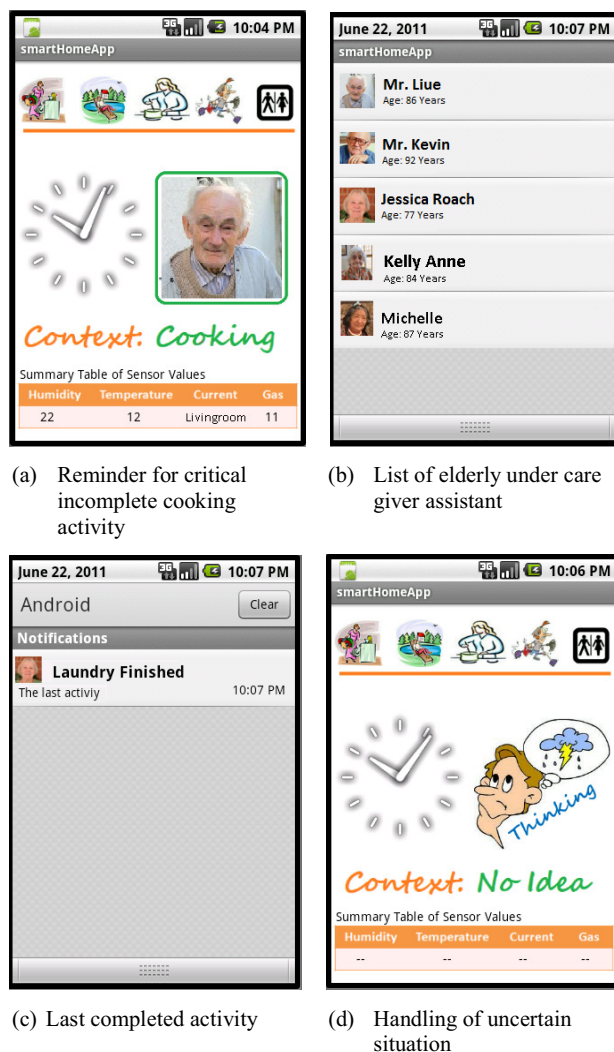 10:04 PM
smartHomeApp
Context: Cooking
Summary Table of Sensor Values
Humidity Temperature Current Gas
22 12 Livingroom 11
(a) Reminder for critical
incomplete cooking
activity
June 22, 2011 3G 10:07 PM
smartHomeApp
Mr. Liue
Age: 86 Years
Mr. Kevin
Age: 92 Years
Jessica Roach
Age: 77 Years
Kelly Anne
Age: 84 Years
Michelle
Age: 87 Years
(b) List of elderly under care
giver assistant
June 22, 2011 3G 10:07 PM
Android Clear
Notifications
Laundry Finished
The last activiy 10:07 PM
(c) Last completed activity
3G 10:06 PM
smartHomeApp
Thinking
Context: No Idea
Summary Table of Sensor Values
Humidity Temperature Current Gas
-- -- -- --
(d) Handling of uncertain
situation